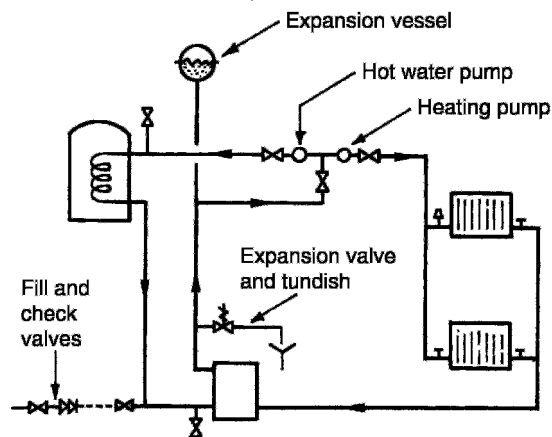 Expansion vessel
Hot water pump
Heating pump
Expansion valve
and tundish
Fill and
check
valves